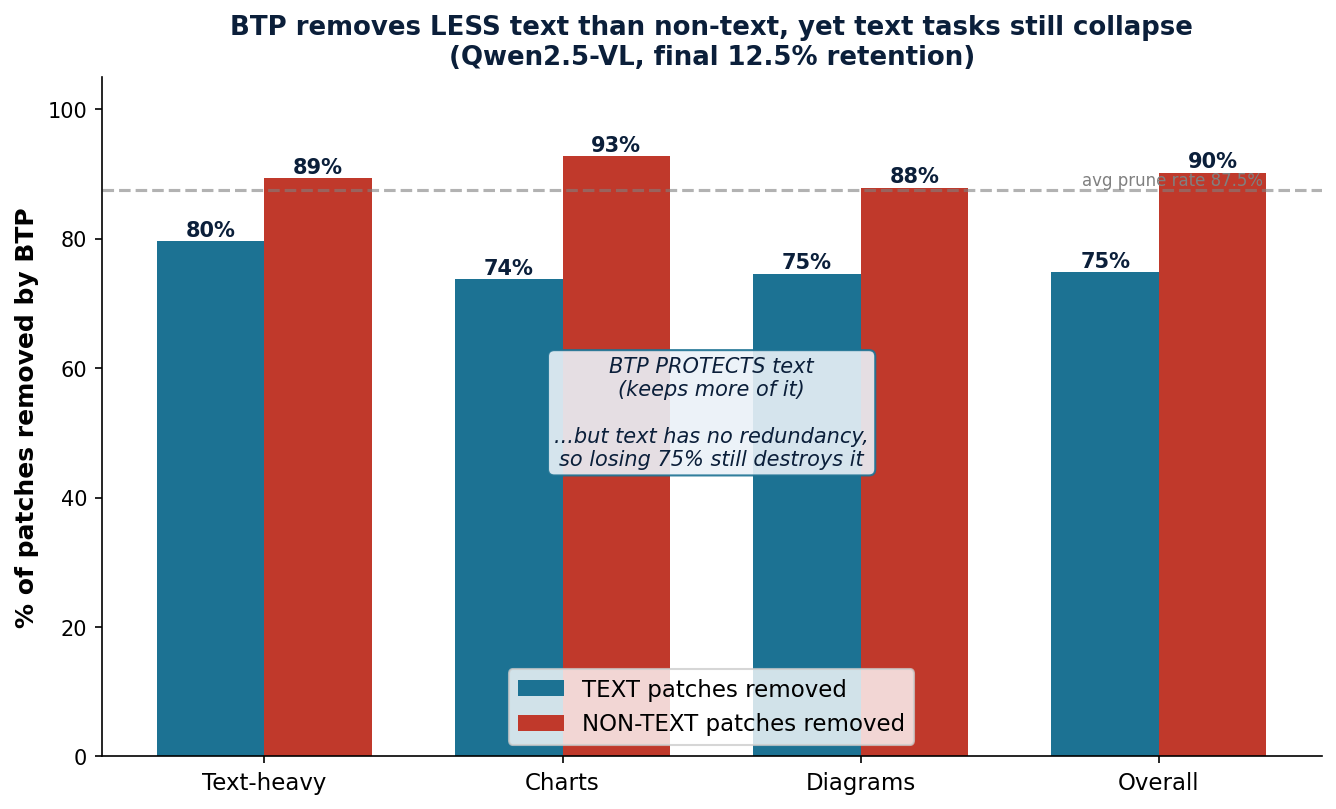 BTP removes LESS text than non-text, yet text tasks still collapse
(Qwen2.5-VL, final 12.5% retention)
% of patches removed by BTP
100
80
60
40
20
0
80%
89%
74%
93%
75%
88%
75%
90%
avg prune rate 87.5%
BTP PROTECTS text
(keeps more of it)
...but text has no redundancy,
so losing 75% still destroys it
TEXT patches removed
NON-TEXT patches removed
Text-heavy
Charts
Diagrams
Overall